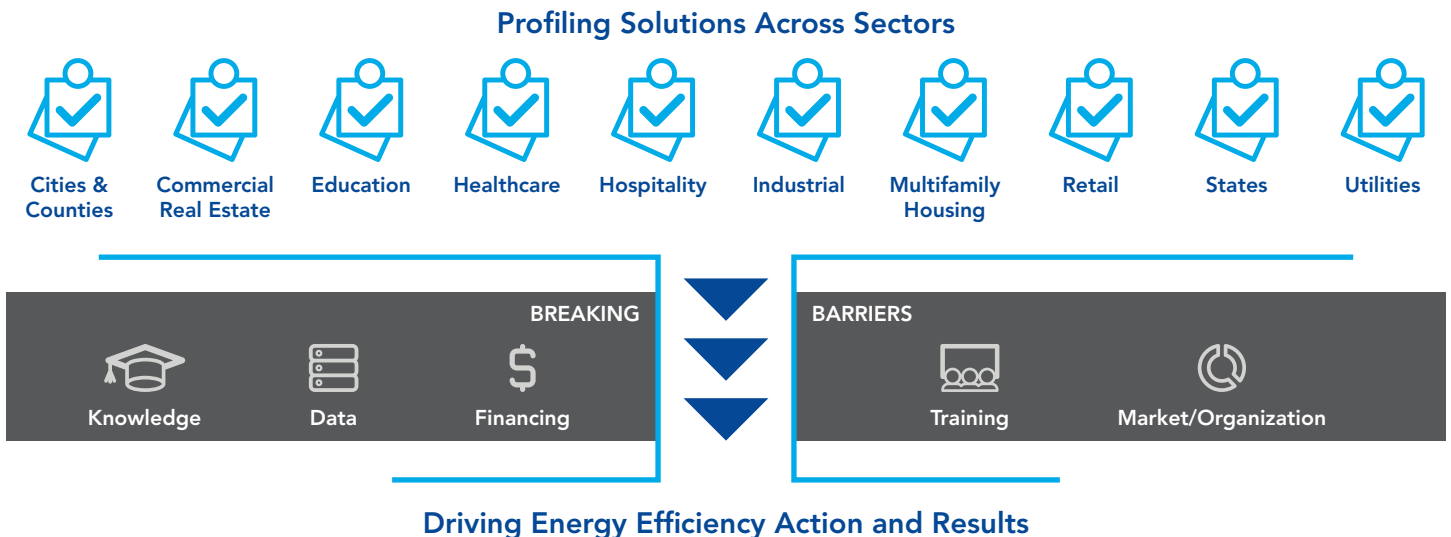 Profiling Solutions Across Sectors
Cities &
Counties
Commercial
Real Estate
Education
Healthcare
Hospitality
Industrial
Multifamily
Housing
Retail
States
Utilities
BREAKING
BARRIERS
Knowledge
Data
$
Financing
Training
Market/Organization
Driving Energy Efficiency Action and Results